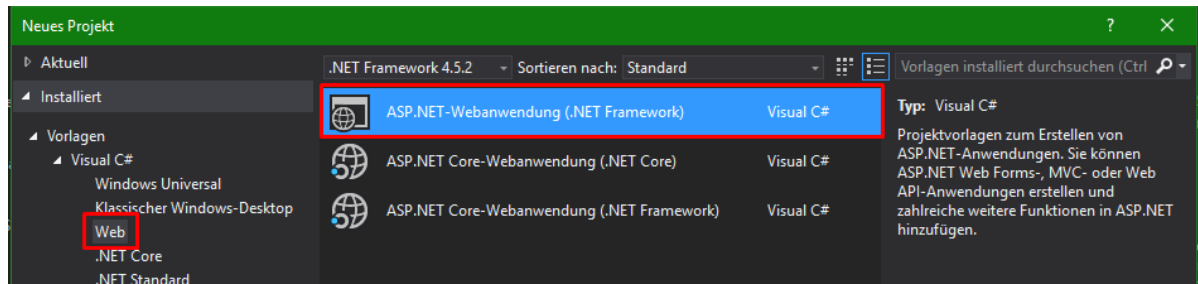 Neues Projekt
?
Aktuell
.NET Framework 4.5.2
Sortieren nach: Standard
Vorlagen installiert durchsuchen (Ctrl
Installiert
Vorlagen
Visual C#
Windows Universal
Klassischer Windows-Desktop
Web
.NET Core
.NET Standard
ASP.NET-Webanwendung (.NET Framework) Visual C#
ASP.NET Core-Webanwendung (.NET Core) Visual C#
ASP.NET Core-Webanwendung (.NET Framework) Visual C#
Typ: Visual C#
Projektvorlagen zum Erstellen von
ASP.NET-Anwendungen. Sie können
ASP.NET Web Forms-, MVC- oder Web
API-Anwendungen erstellen und
zahlreiche weitere Funktionen in ASP.NET
hinzufügen.